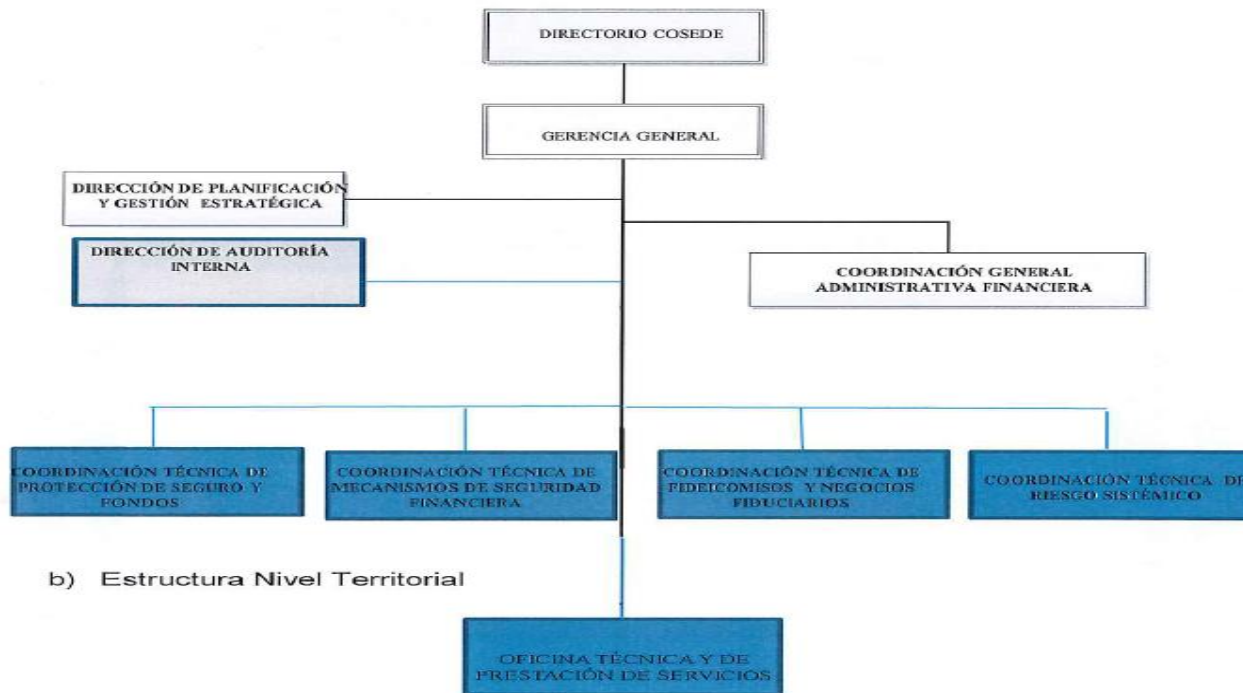 DIRECTORIO COSEDE
GERENCIA GENERAL
DIRECCIÓN DE PLANIFICACIÓN
Y GESTIÓN ESTRATÉGICA
DIRECCIÓN DE AUDITORÍA
INTERNA
COORDINACIÓN GENERAL
ADMINISTRATIVA FINANCIERA
COORDINACIÓN TÉCNICA DE
PROTECCIÓN DE SEGURO Y
FONDOS
COORDINACIÓN TÉCNICA DE
MECANISMOS DE SEGURIDAD
FINANCIERA
COORDINACIÓN TÉCNICA DE
FIDEICOMISOS Y NEGOCIOS
FIDUCIARIOS
COORDINACIÓN TÉCNICA DE
RIESGO SISTÉMICO
b) Estructura Nivel Territorial
OFICINA TÉCNICA Y DE
PRESTACIÓN DE SERVICIOS